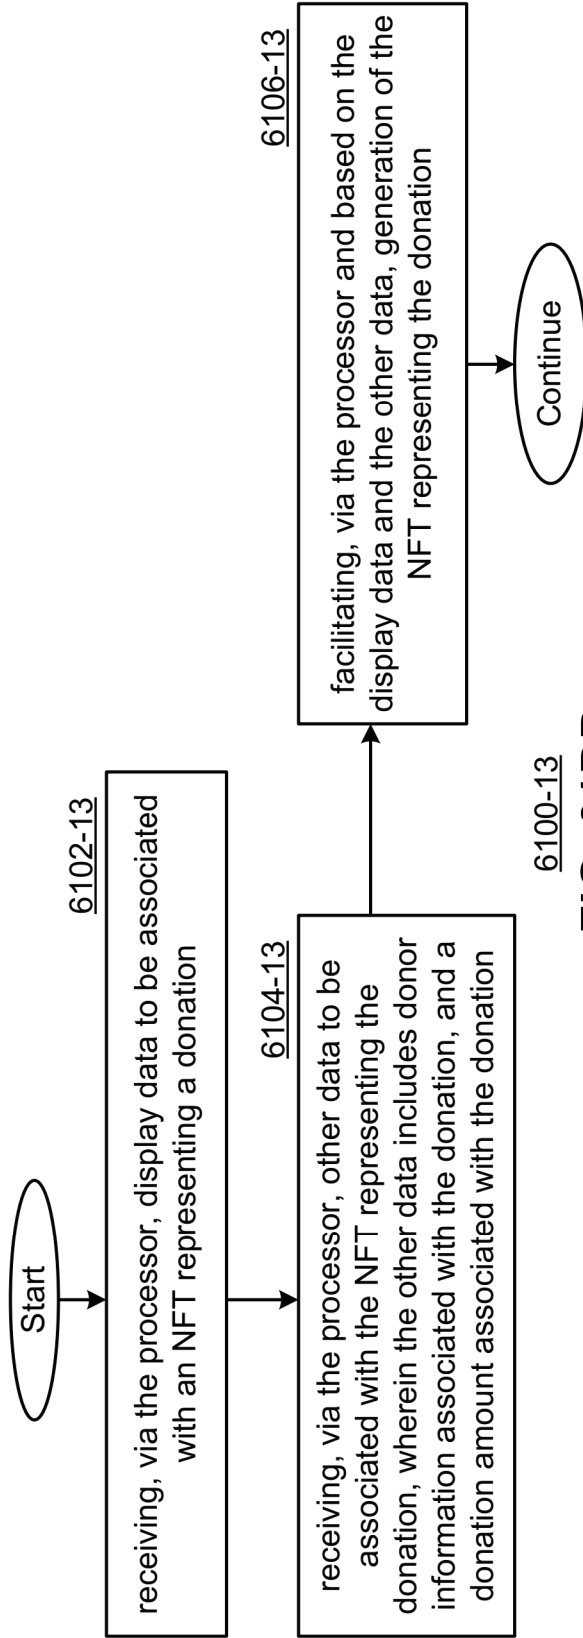 Start
6102-13
receiving, via the processor, display data to be associated
with an NFT representing a donation
6104-13
receiving, via the processor, other data to be
associated with the NFT representing the
donation, wherein the other data includes donor
information associated with the donation, and a
donation amount associated with the donation
6106-13
facilitating, via the processor and based on the
display data and the other data, generation of the
NFT representing the donation
Continue
6100-13